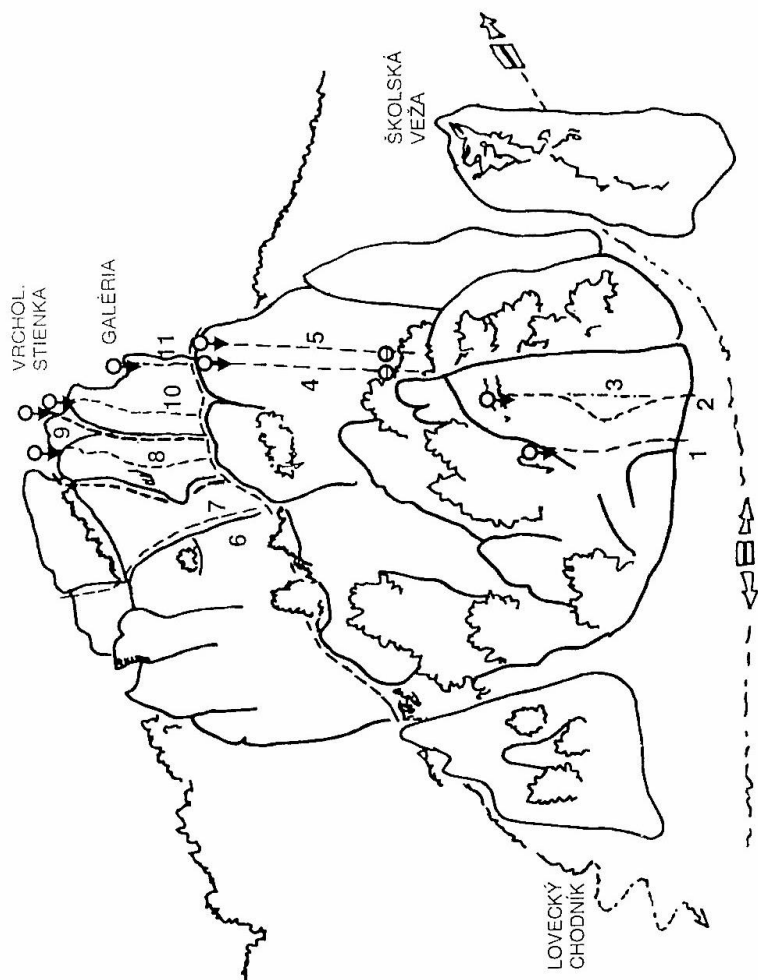 VRCHOL.
STIENKA
GALÉRIA
ŠKOLSKÁ
VEŽA
LOVECKÝ
CHODNÍK
1
2
3
4
5
6
7
8
9
10
11